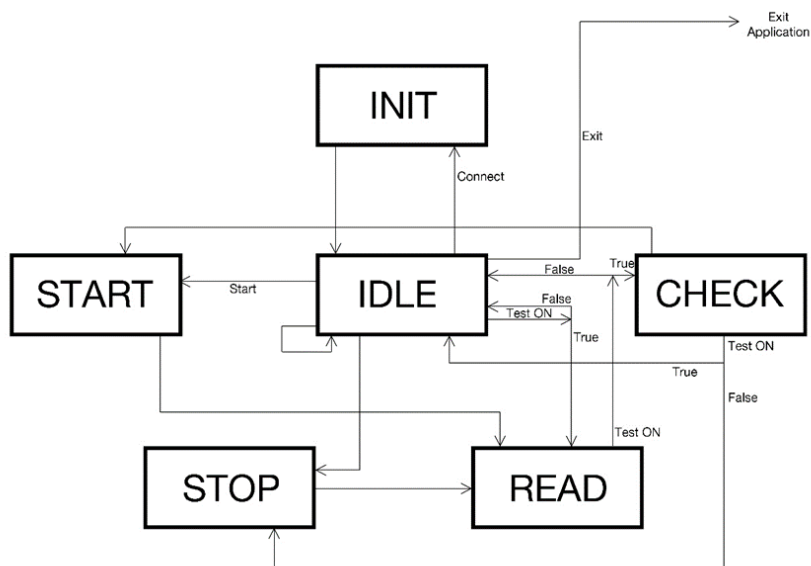 Exit
Application
INIT
Exit
Connect
START
Start
IDLE
False
True
CHECK
False
Test ON
True
Test ON
True
False
Test ON
STOP
READ